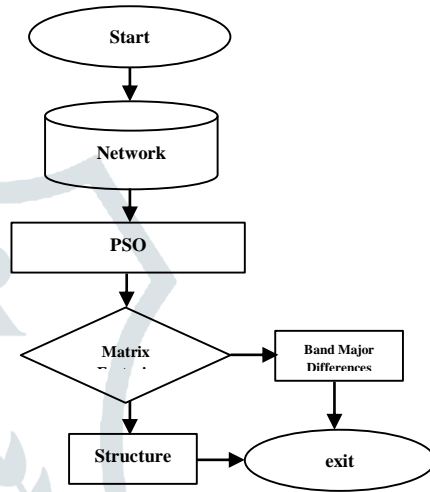 Start
Network
PSO
Matrix
Band Major
Differences
Structure
exit